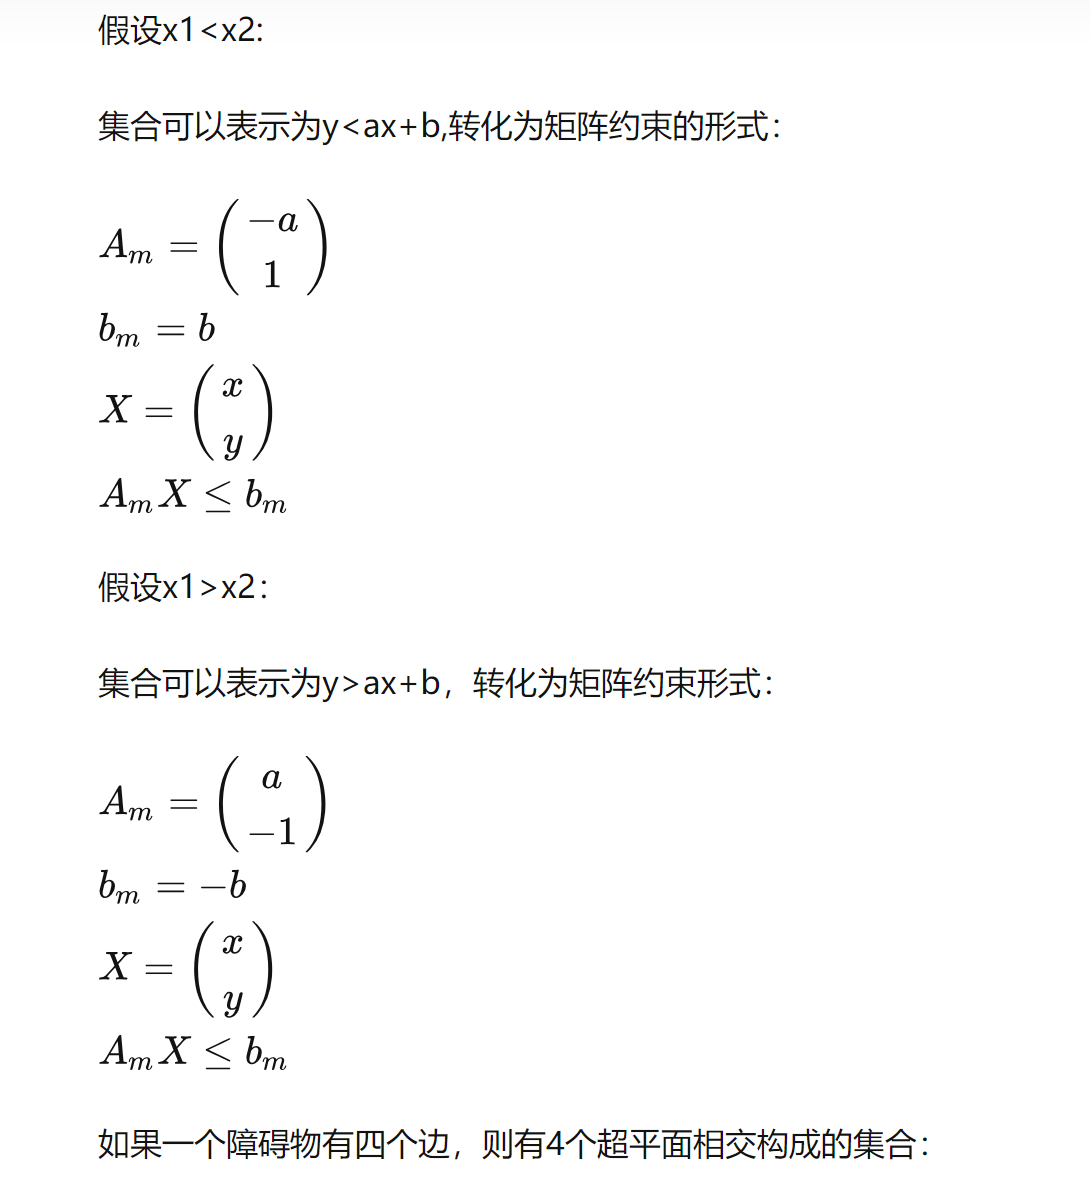 假设x1<x2:
集合可以表示为y<ax+b,转化为矩阵约束的形式：
$A_m = \begin{pmatrix} -a \\ 1 \end{pmatrix}$
$b_m = b$
$X = \begin{pmatrix} x \\ y \end{pmatrix}$
$A_m X \leq b_m$
假设x1>x2：
集合可以表示为y>ax+b，转化为矩阵约束形式：
$A_m = \begin{pmatrix} a \\ -1 \end{pmatrix}$
$b_m = -b$
$X = \begin{pmatrix} x \\ y \end{pmatrix}$
$A_m X \leq b_m$
如果一个障碍物有四个边，则有4个超平面相交构成的集合：